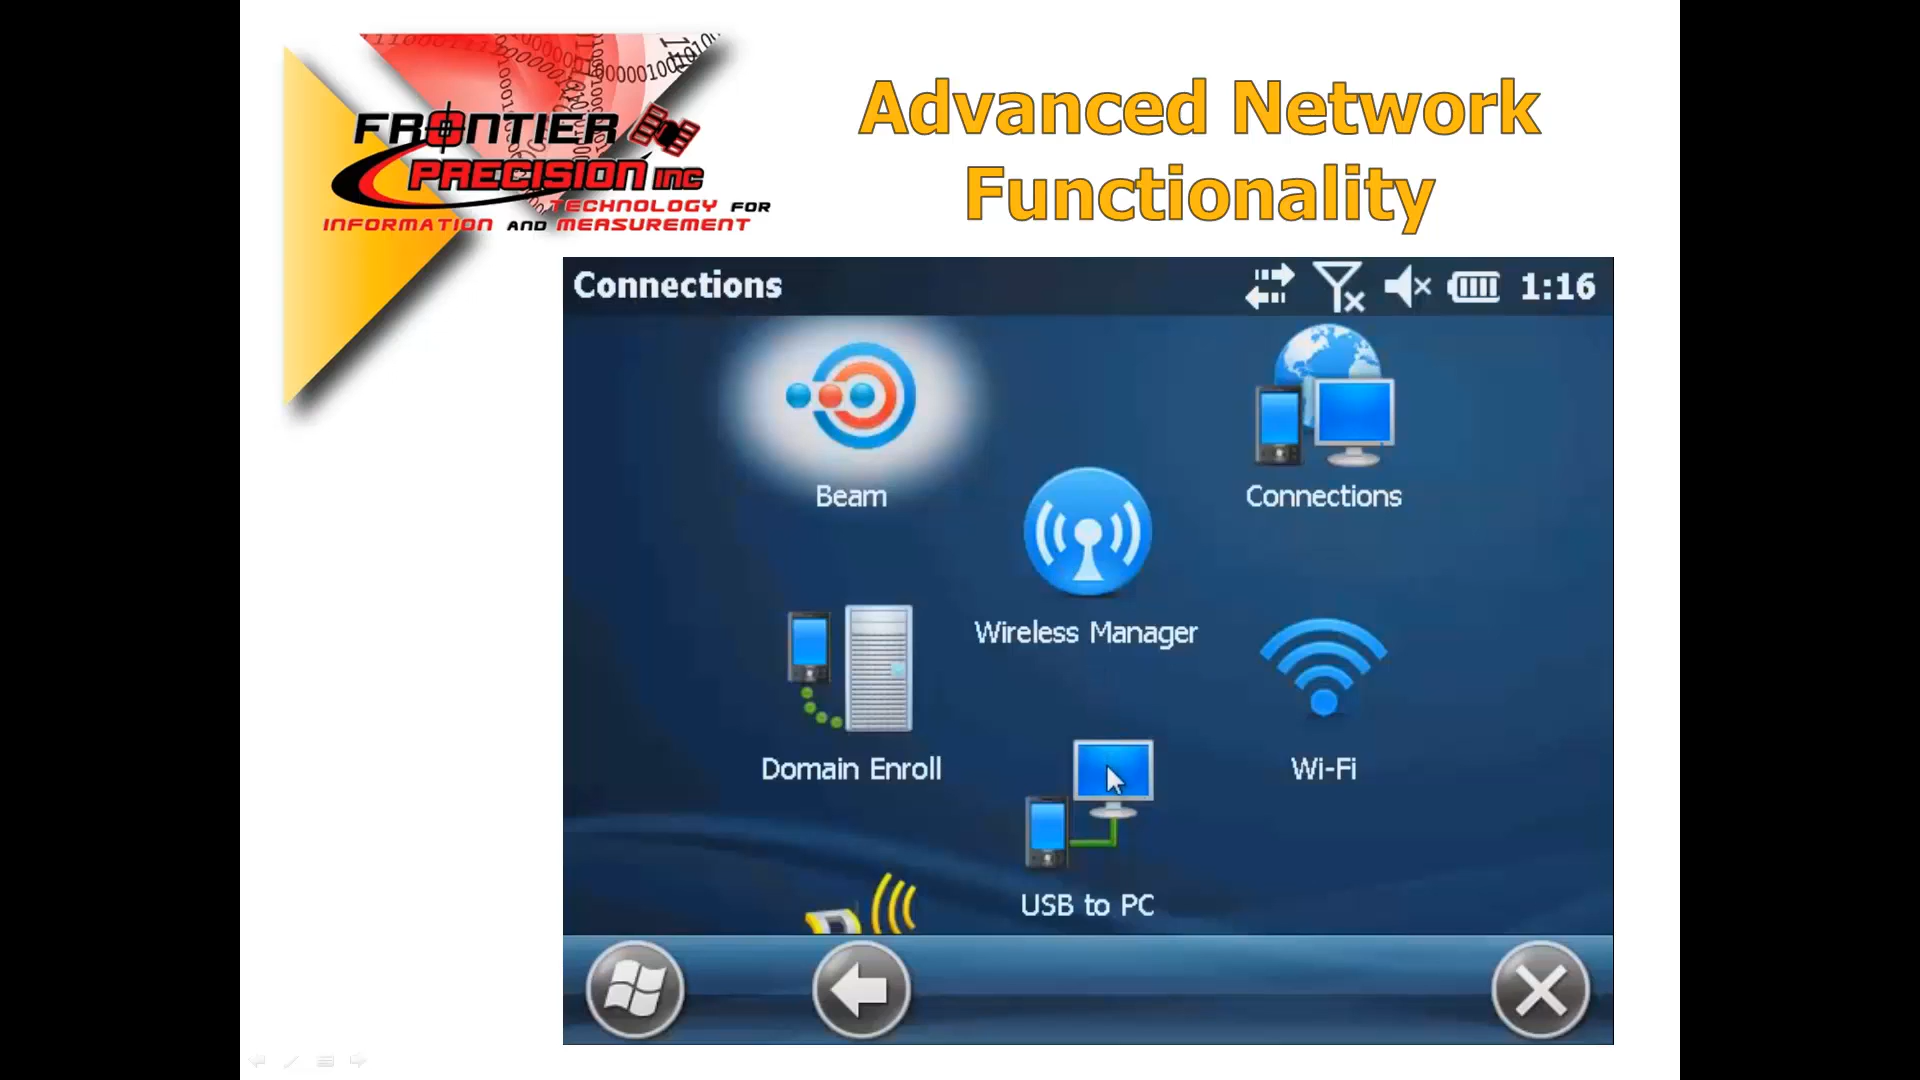 FRONTIER
PRECISION INC
TECHNOLOGY FOR
INFORMATION AND MEASUREMENT
Advanced Network
Functionality
Connections
1:16
Beam
Connections
Wireless Manager
Domain Enroll
Wi-Fi
USB to PC